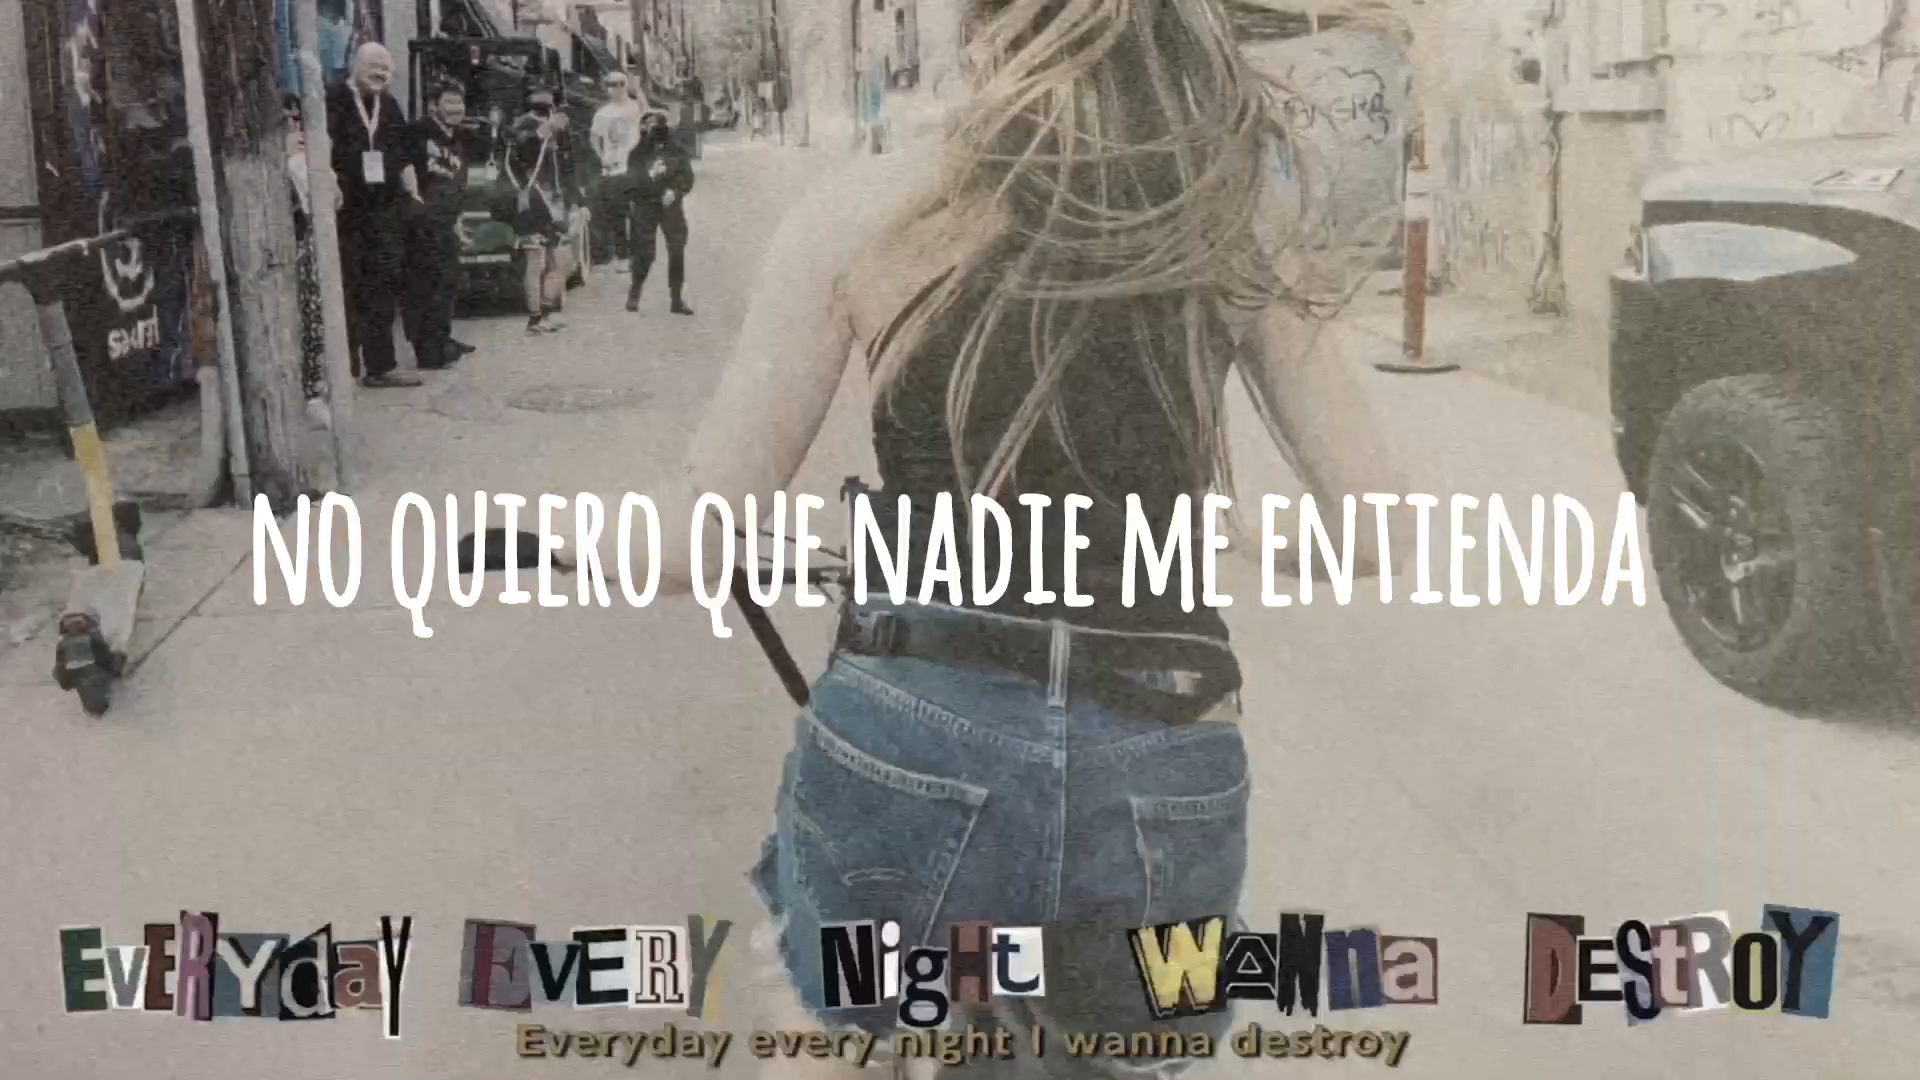 NO QUIERO QUE NADIE ME ENTIENDA
EVERYdaY EVERY NigHt WANna DEStROY
Everyday every night I wanna destroy